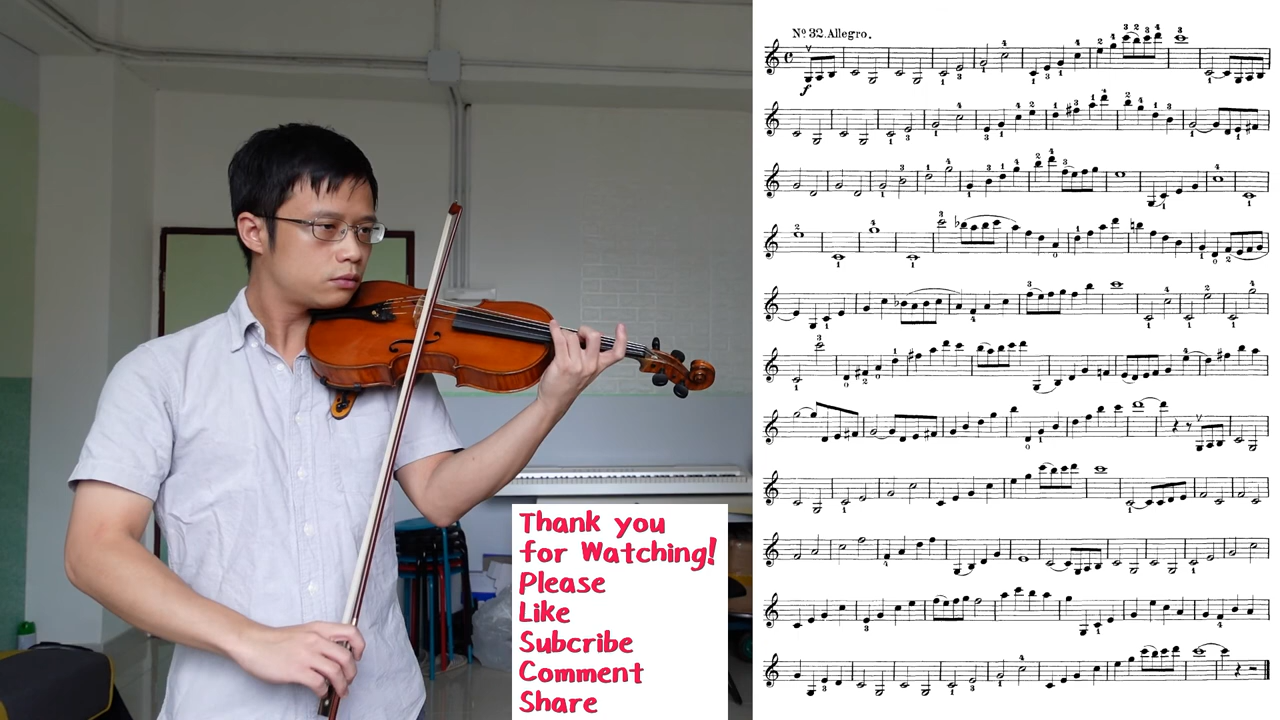 Nº 32. Allegro.
f
Thank you
for Watching!
Please
Like
Subcribe
Comment
Share